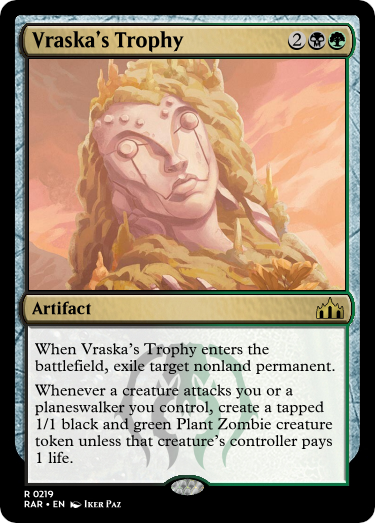 Vraska's Trophy 2
Artifact
When Vraska's Trophy enters the
battlefield, exile target nonland permanent.
Whenever a creature attacks you or a
planeswalker you control, create a tapped
1/1 black and green Plant Zombie creature
token unless that creature's controller pays
1 life.
R 0219
RAR • EN Iker Paz